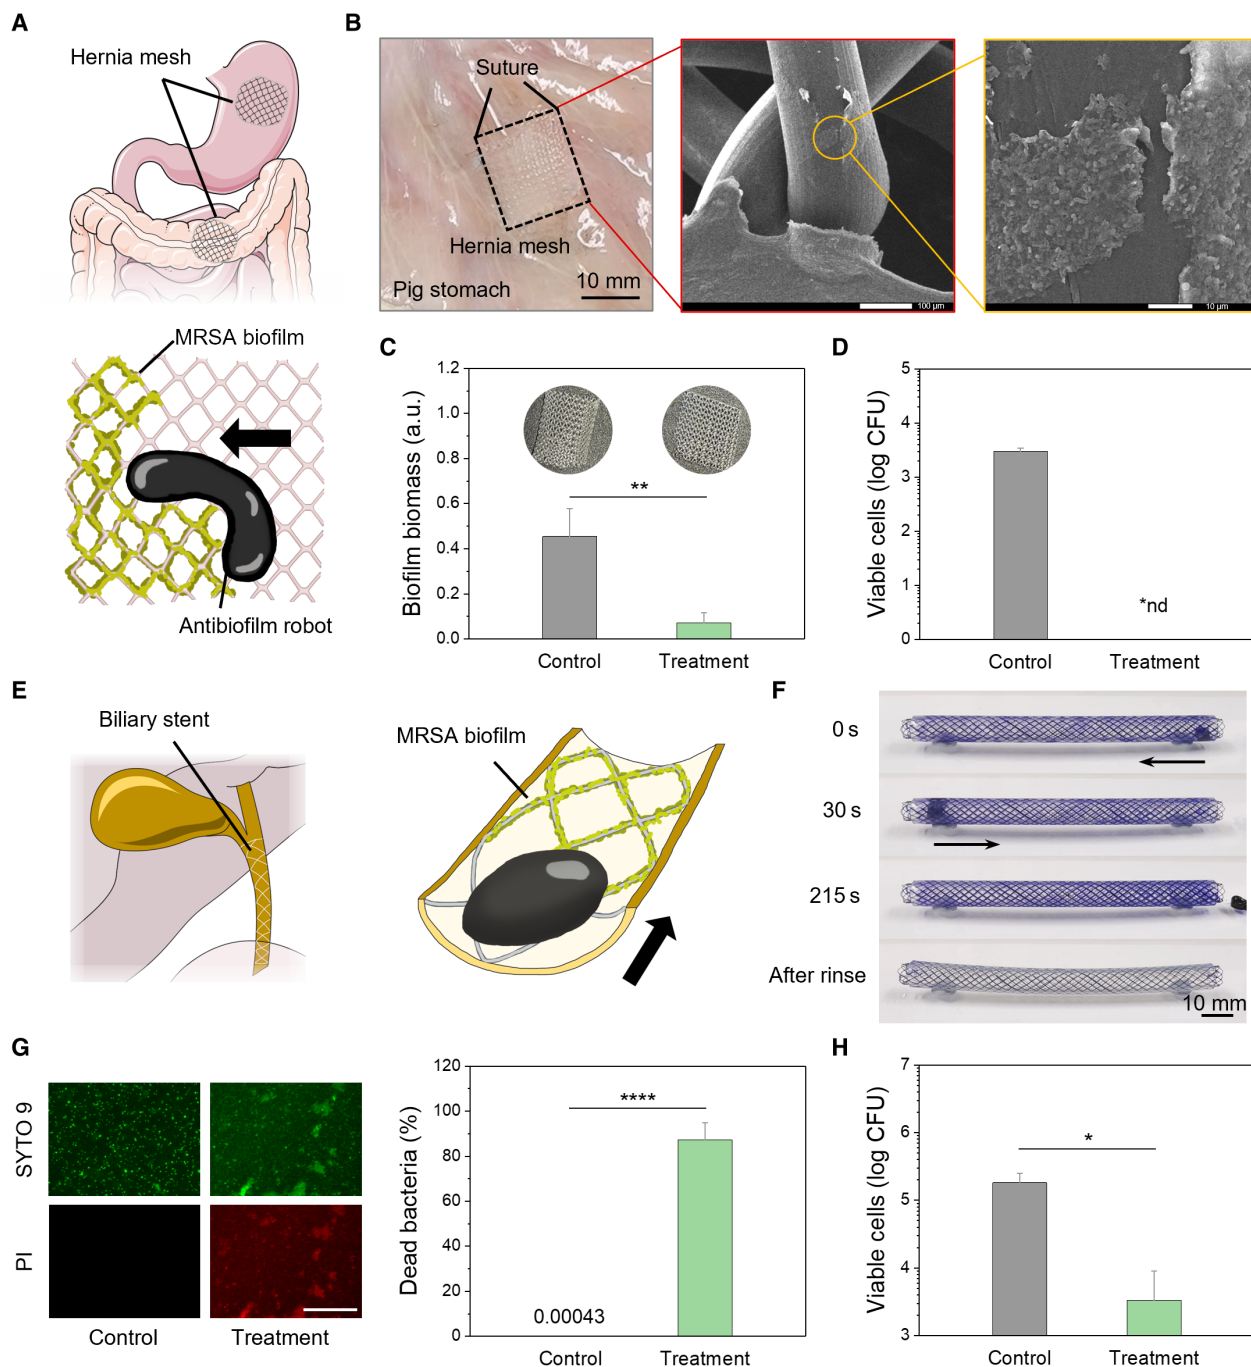 A
Hernia mesh
MRSA biofilm
Antibiofilm robot
B
Suture
Hernia mesh
Pig stomach
10 mm
100 µm
10 µm
C
Biofilm biomass (a.u.)
1.2
1.0
0.8
0.6
0.4
0.2
0.0
**
Control
Treatment
D
Viable cells (log CFU)
5
4
3
2
1
0
*nd
Control
Treatment
E
Biliary stent
MRSA biofilm
F
0 s
30 s
215 s
After rinse
10 mm
G
SYTO 9
PI
Control
Treatment
Dead bacteria (%)
120
100
80
60
40
20
0
****
0.00043
Control
Treatment
H
Viable cells (log CFU)
7
6
5
4
3
*
Control
Treatment